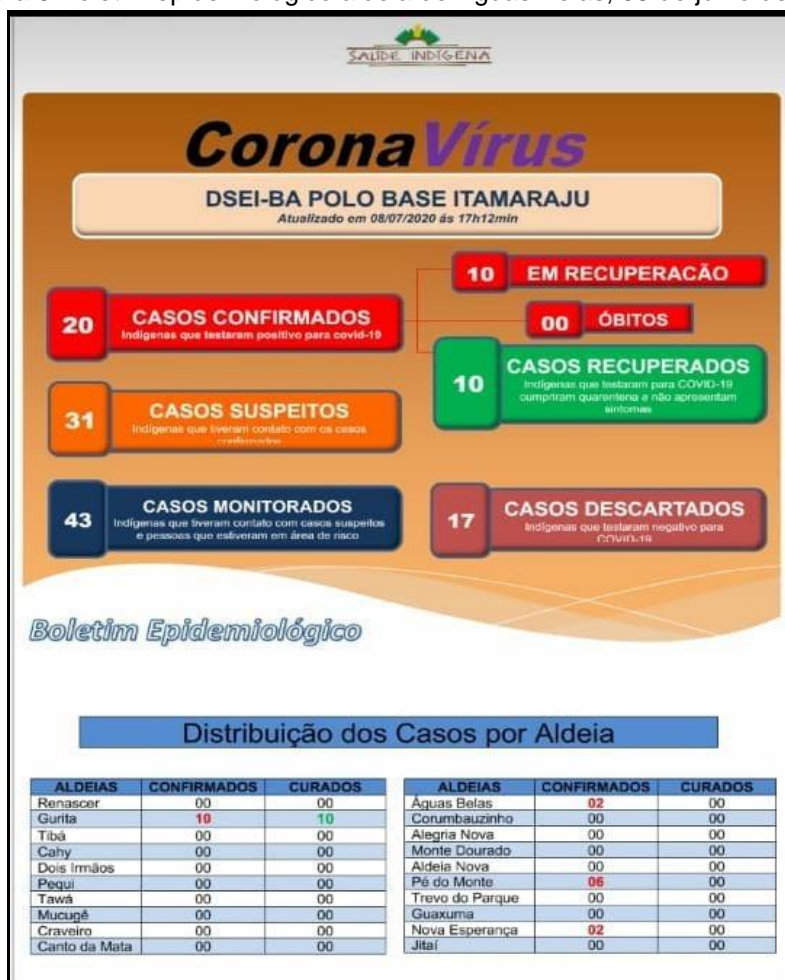 SAÚDE INDÍGENA
CoronaVírus
DSEI-BA POLO BASE ITAMARAJU
Atualizado em 08/07/2020 ás 17h12min
10 EM RECUPERACÃO
20 CASOS CONFIRMADOS
Indígenas que testaram positivo para covid-19
00 ÓBITOS
10 CASOS RECUPERADOS
Indígenas que testaram para COVID-19
cumpriram quarentena e não apresentam
sintomas
31 CASOS SUSPEITOS
Indígenas que tiveram contato com os casos
confirmados
43 CASOS MONITORADOS
Indígenas que tiveram contato com casos suspeitos
e pessoas que estiveram em área de risco
17 CASOS DESCARTADOS
Indígenas que testaram negativo para
COVID-19
Boletim Epidemiológico
Distribuição dos Casos por Aldeia
ALDEIAS CONFIRMADOS CURADOS
Renascer 00 00
Gurita 10 10
Tibá 00 00
Cahy 00 00
Dois Irmãos 00 00
Pequi 00 00
Tawá 00 00
Mucugê 00 00
Craveiro 00 00
Canto da Mata 00 00
ALDEIAS CONFIRMADOS CURADOS
Águas Belas 02 00
Corumbauzinho 00 00
Alegria Nova 00 00
Monte Dourado 00 00
Aldeia Nova 00 00
Pé do Monte 06 00
Trevo do Parque 00 00
Guaxuma 00 00
Nova Esperança 02 00
Jitaí 00 00